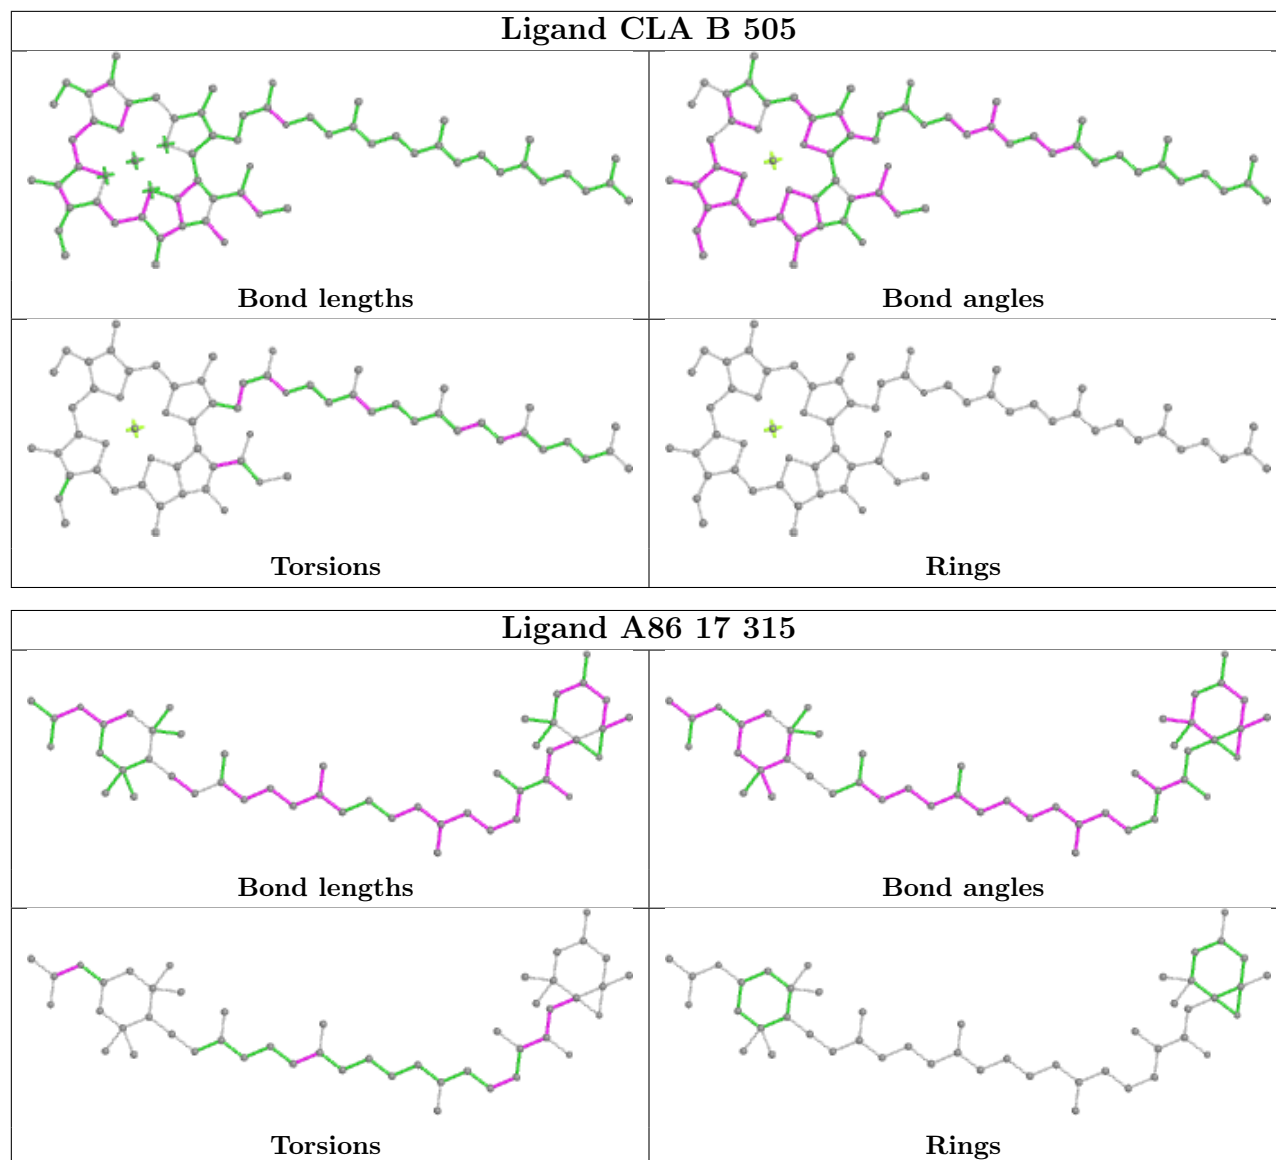 Ligand CLA B 505
Bond lengths
Bond angles
Torsions
Rings
Ligand A86 17 315
Bond lengths
Bond angles
Torsions
Rings